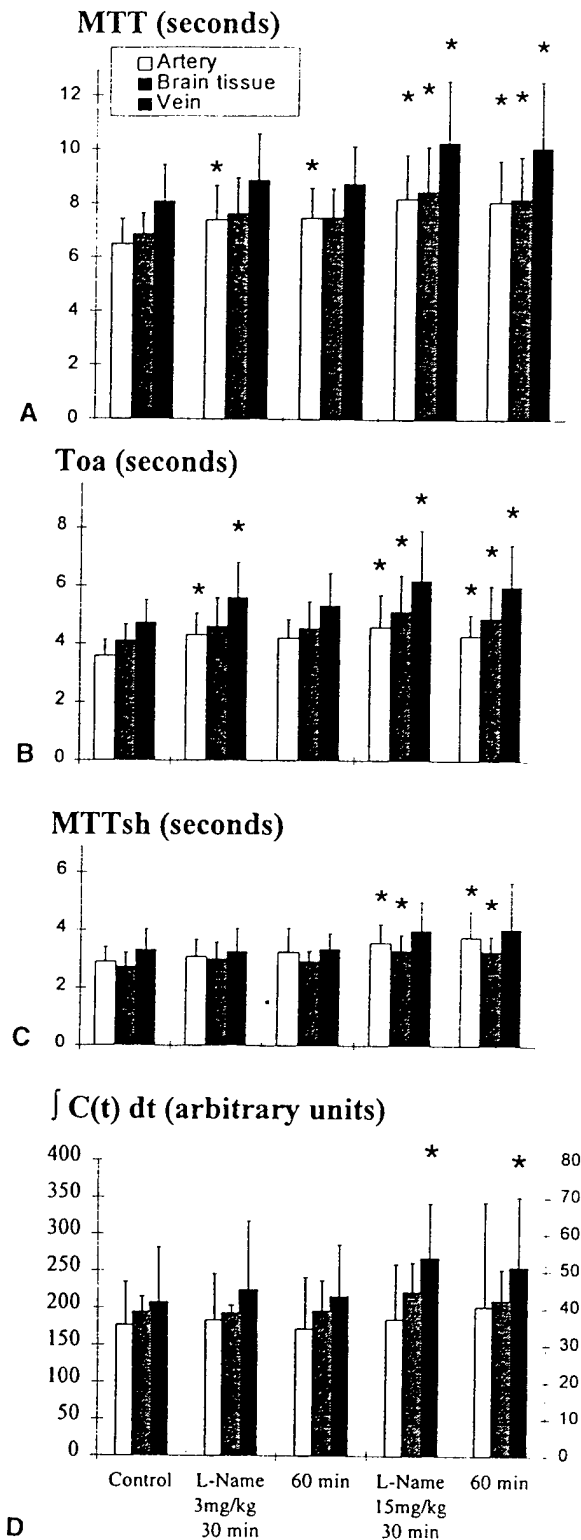 MTT (seconds)
Artery
Brain tissue
Vein
12
10
8
6
4
2
0
* * * * * * * *
A
Toa (seconds)
8
6
4
2
0
* * * * * * * *
B
MTTsh (seconds)
6
4
2
0
* * * *
C
∫ C(t) dt (arbitrary units)
400
350
300
250
200
150
100
50
0
* *
80
70
60
50
40
30
20
10
0
Control L-Name 60 min L-Name 60 min
3mg/kg 15mg/kg
30 min 30 min
D